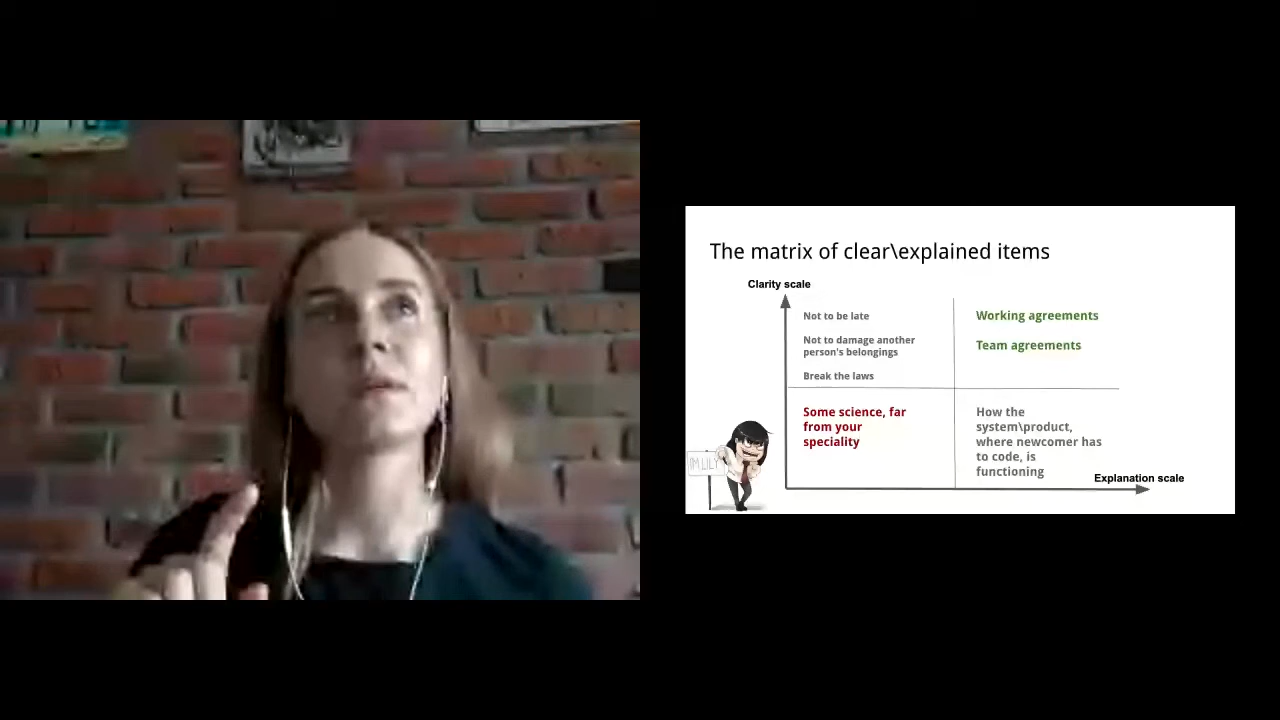 The matrix of clear\explained items
Clarity scale
Not to be late
Not to damage another
person's belongings
Break the laws
Working agreements
Team agreements
Some science, far
from your
speciality
How the
system\product,
where newcomer has
to code, is
functioning
Explanation scale
I'M LILY